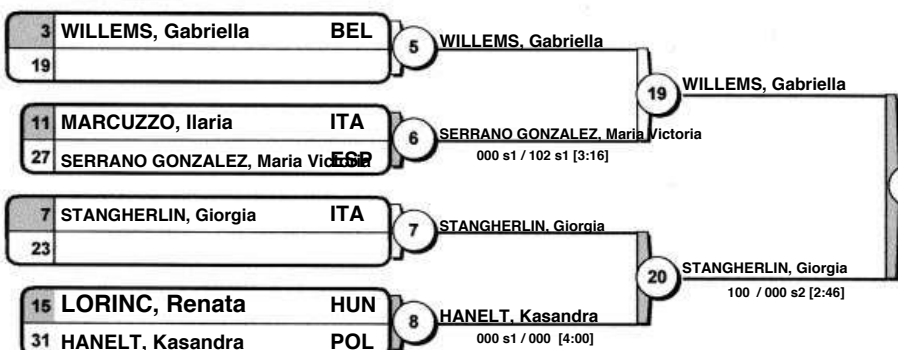 3 WILLEMS, Gabriella BEL
19
5
WILLEMS, Gabriella
11 MARCUZZO, Ilaria ITA
27 SERRANO GONZALEZ, Maria Victoria ESP
6
SERRANO GONZALEZ, Maria Victoria
000 s1 / 102 s1 [3:16]
19
WILLEMS, Gabriella
7 STANGHERLIN, Giorgia ITA
23
7
STANGHERLIN, Giorgia
15 LORINC, Renata HUN
31 HANELT, Kasandra POL
8
HANELT, Kasandra
000 s1 / 000 [4:00]
20
STANGHERLIN, Giorgia
100 / 000 s2 [2:46]